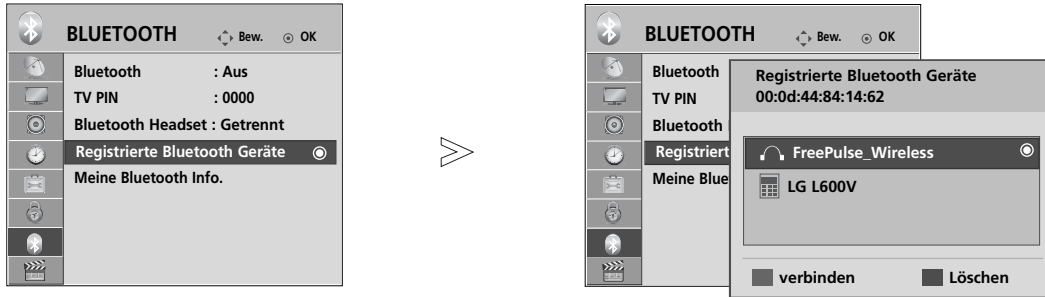 BLUETOOTH Bew. OK
Bluetooth : Aus
TV PIN : 0000
Bluetooth Headset : Getrennt
Registrierte Bluetooth Geräte
Meine Bluetooth Info.
BLUETOOTH Bew. OK
Bluetooth
TV PIN
Bluetooth
Registriert
Meine Blue
Registrierte Bluetooth Geräte
00:0d:44:84:14:62
FreePulse_Wireless
LG L600V
verbinden Löschen